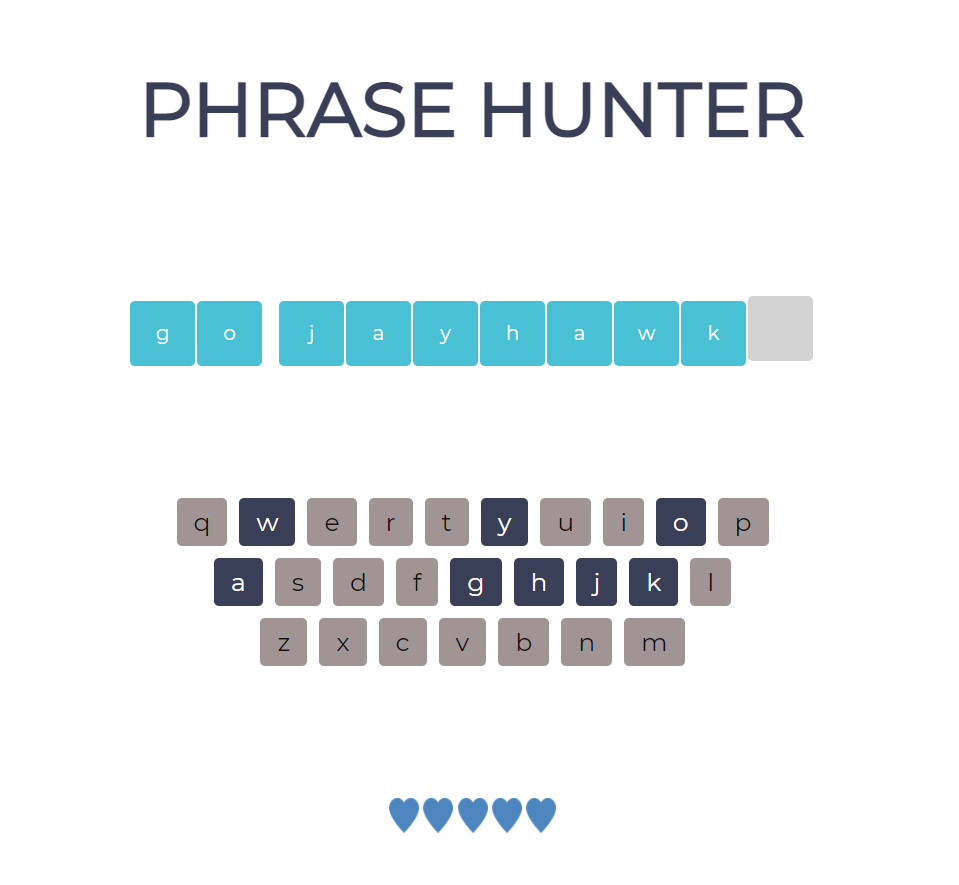 PHRASE HUNTER
g o j a y h a w k
q w e r t y u i o p
a s d f g h j k l
z x c v b n m